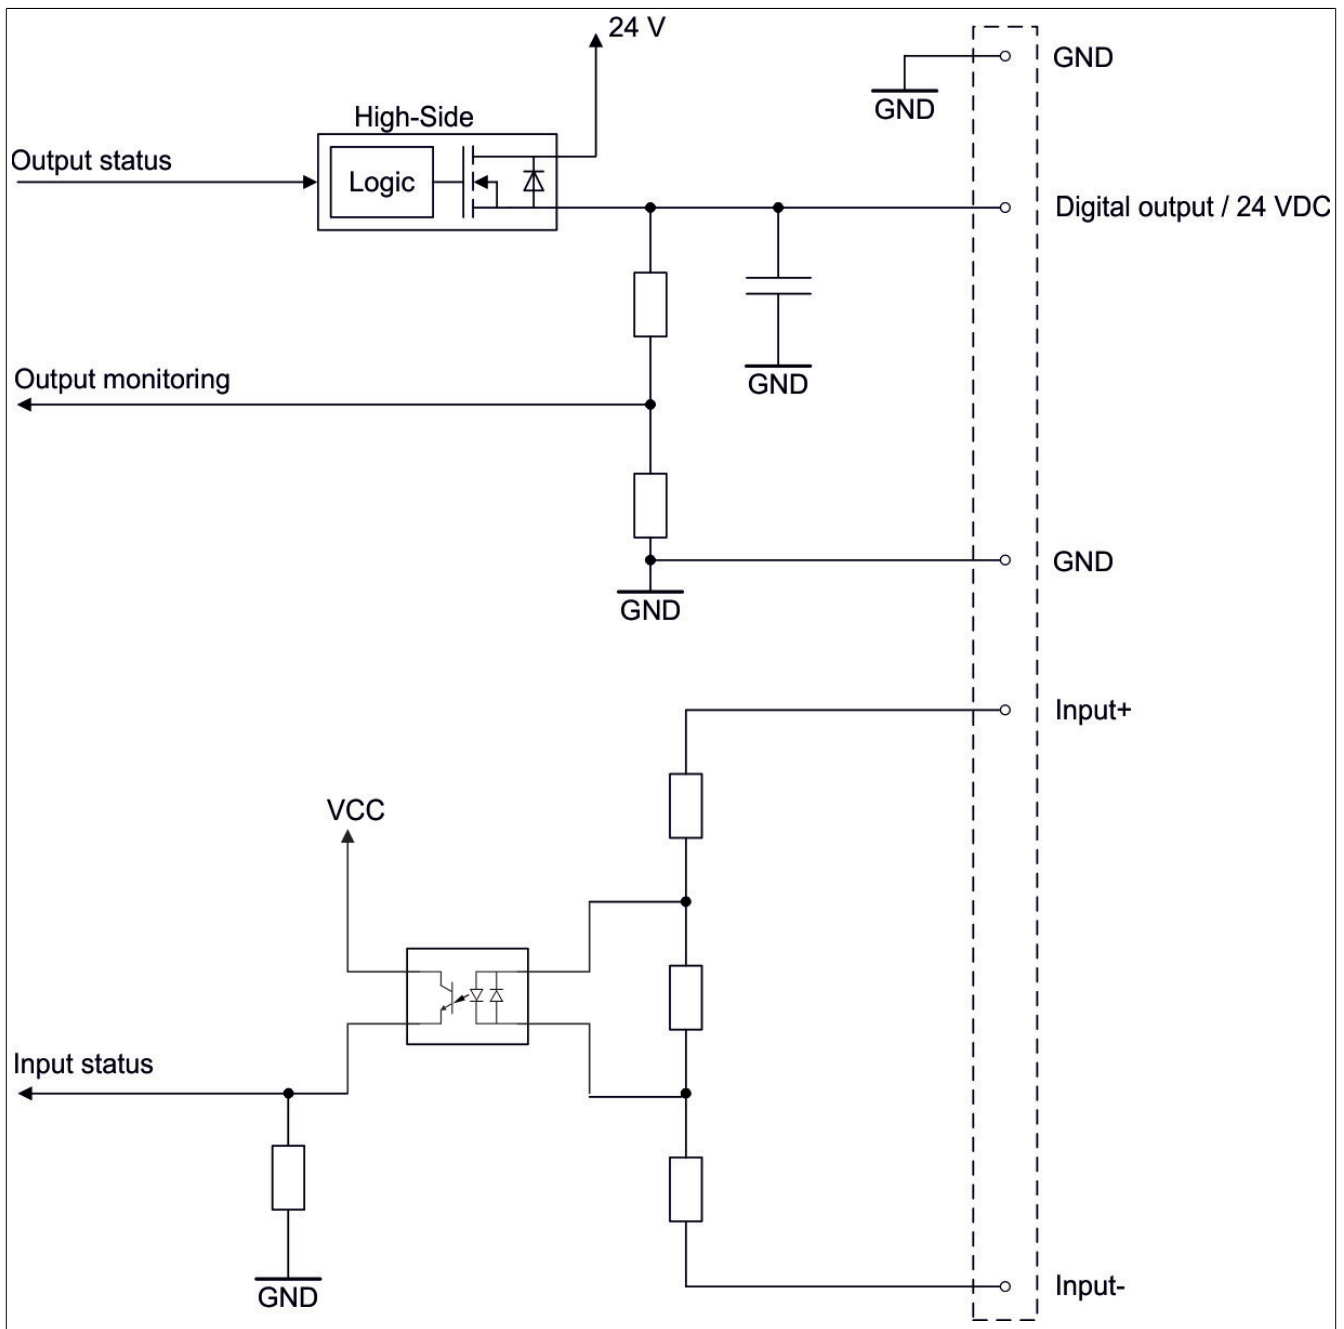 24 V
GND
GND
High-Side
Output status
Logic
Digital output / 24 VDC
Output monitoring
GND
GND
GND
Input+
VCC
Input status
GND
Input-